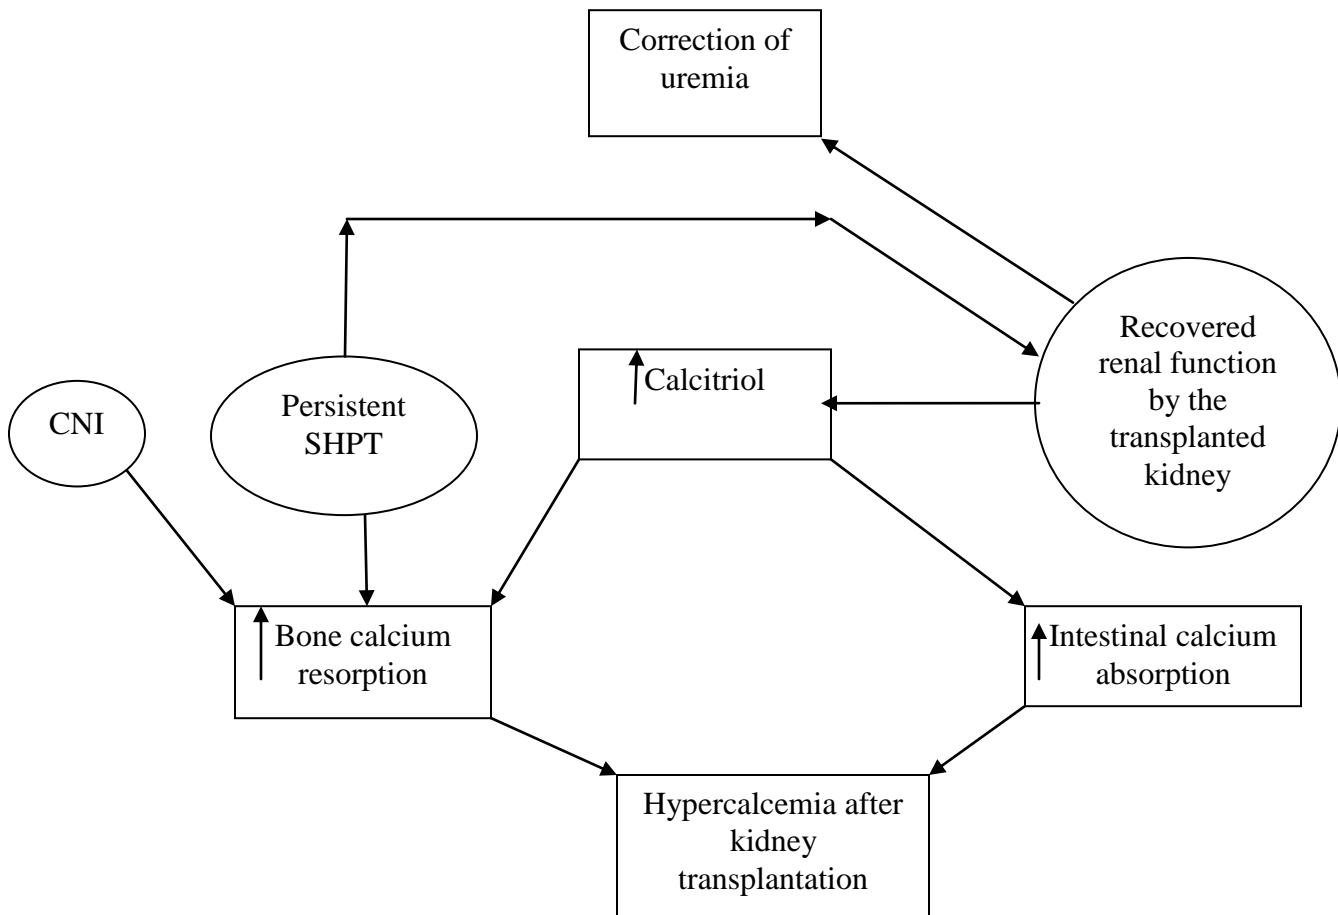 Correction of
uremia
Recovered
renal function
by the
transplanted
kidney
Calcitriol
Persistent
SHPT
CNI
Bone calcium
resorption
Intestinal calcium
absorption
Hypercalcemia after
kidney
transplantation